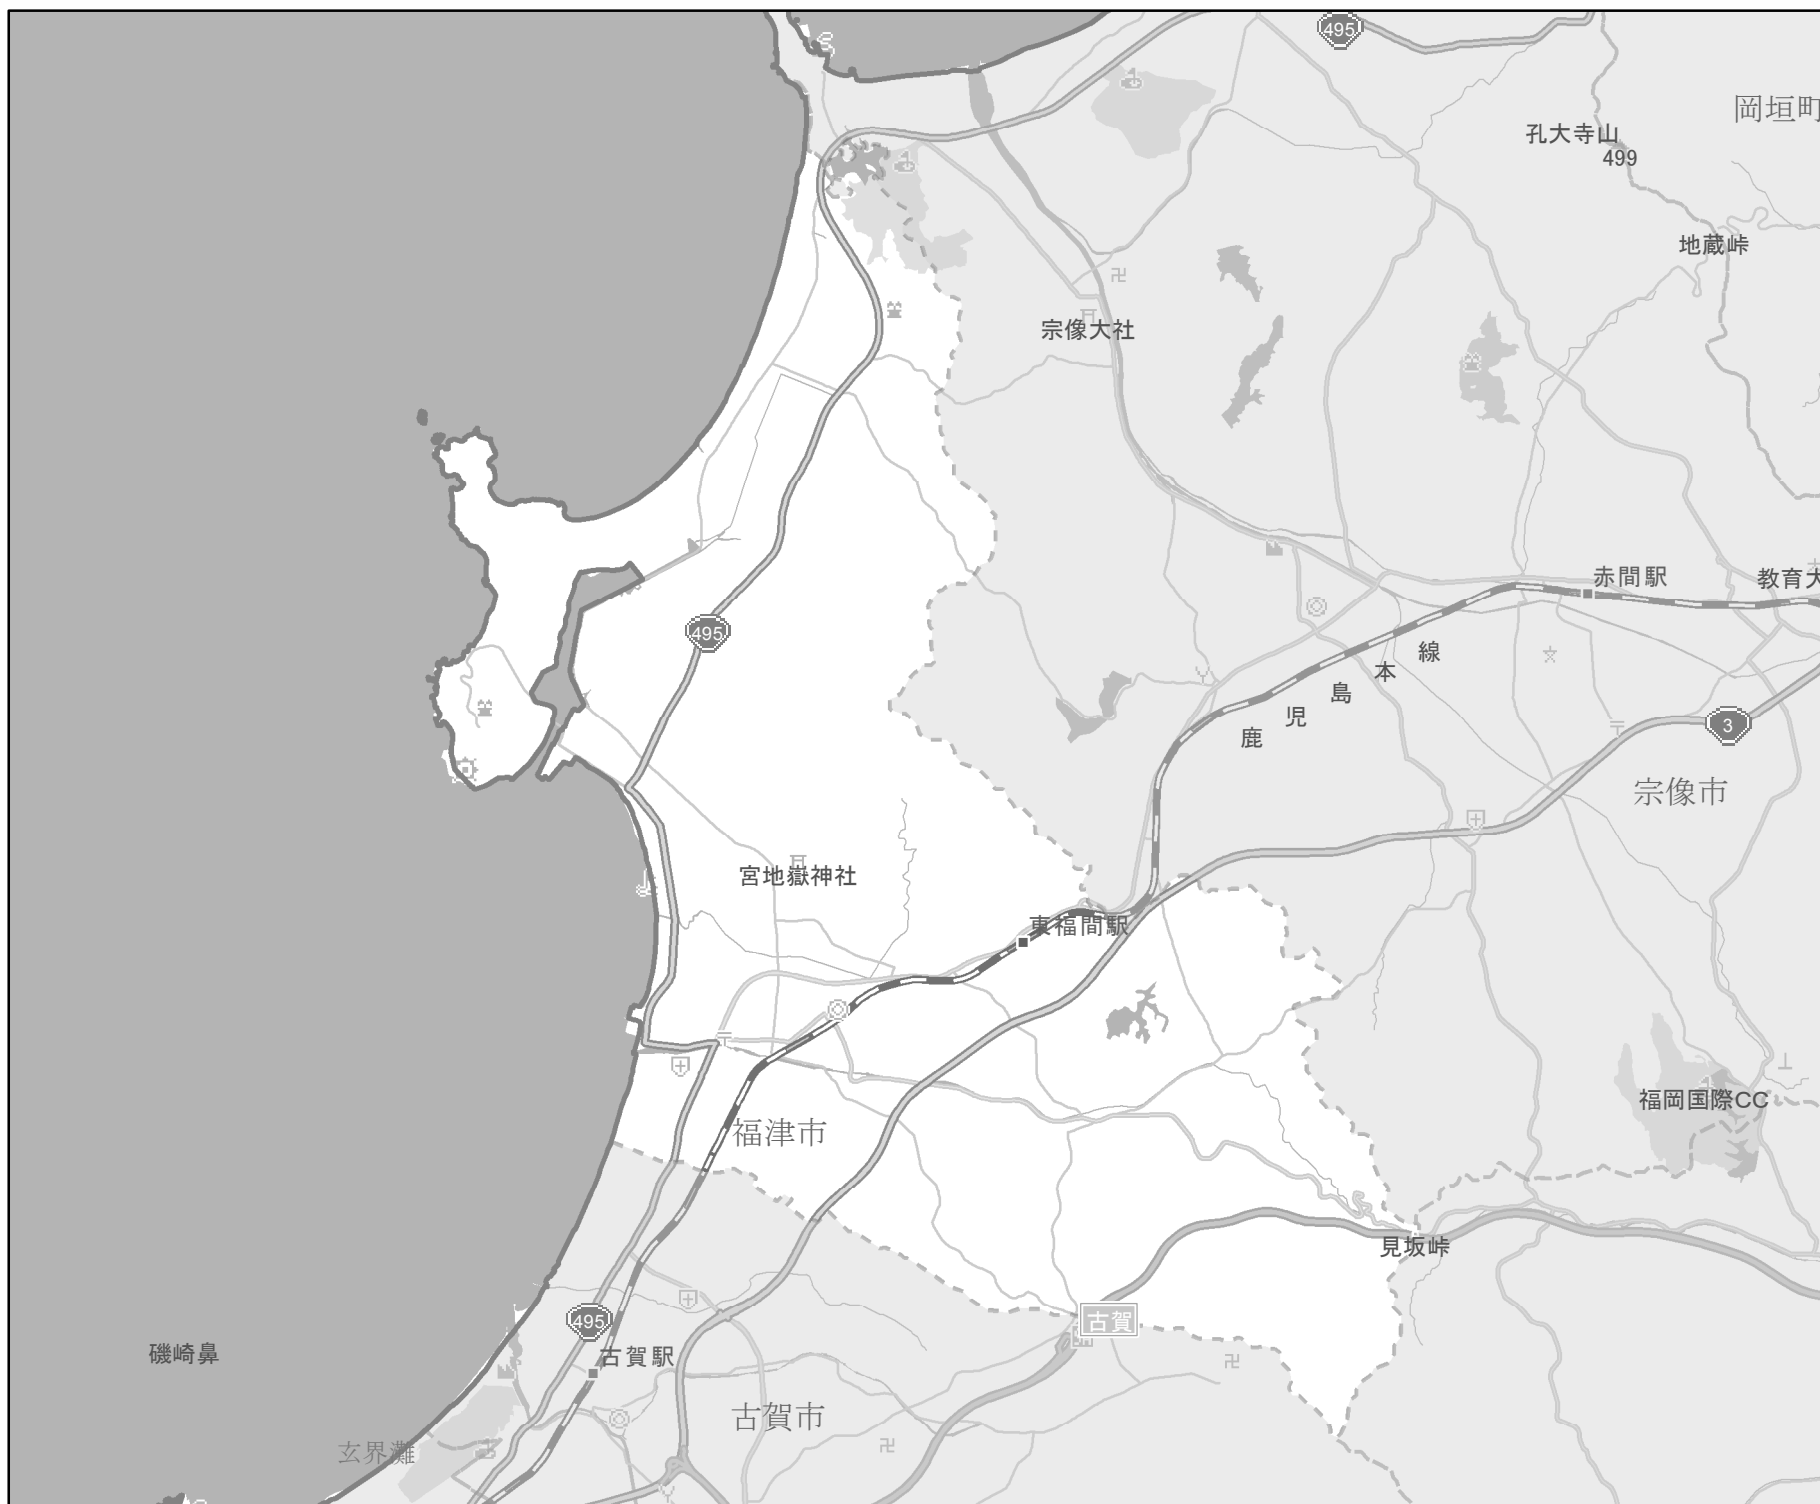 495
岡垣町
孔大寺山
499
地蔵峠
宗像大社
赤間駅
教育大
495
鹿児島本線
3
宗像市
宮地嶽神社
東福間駅
福岡国際CC
福津市
見坂峠
古賀
495
磯崎鼻
古賀駅
古賀市
玄界灘